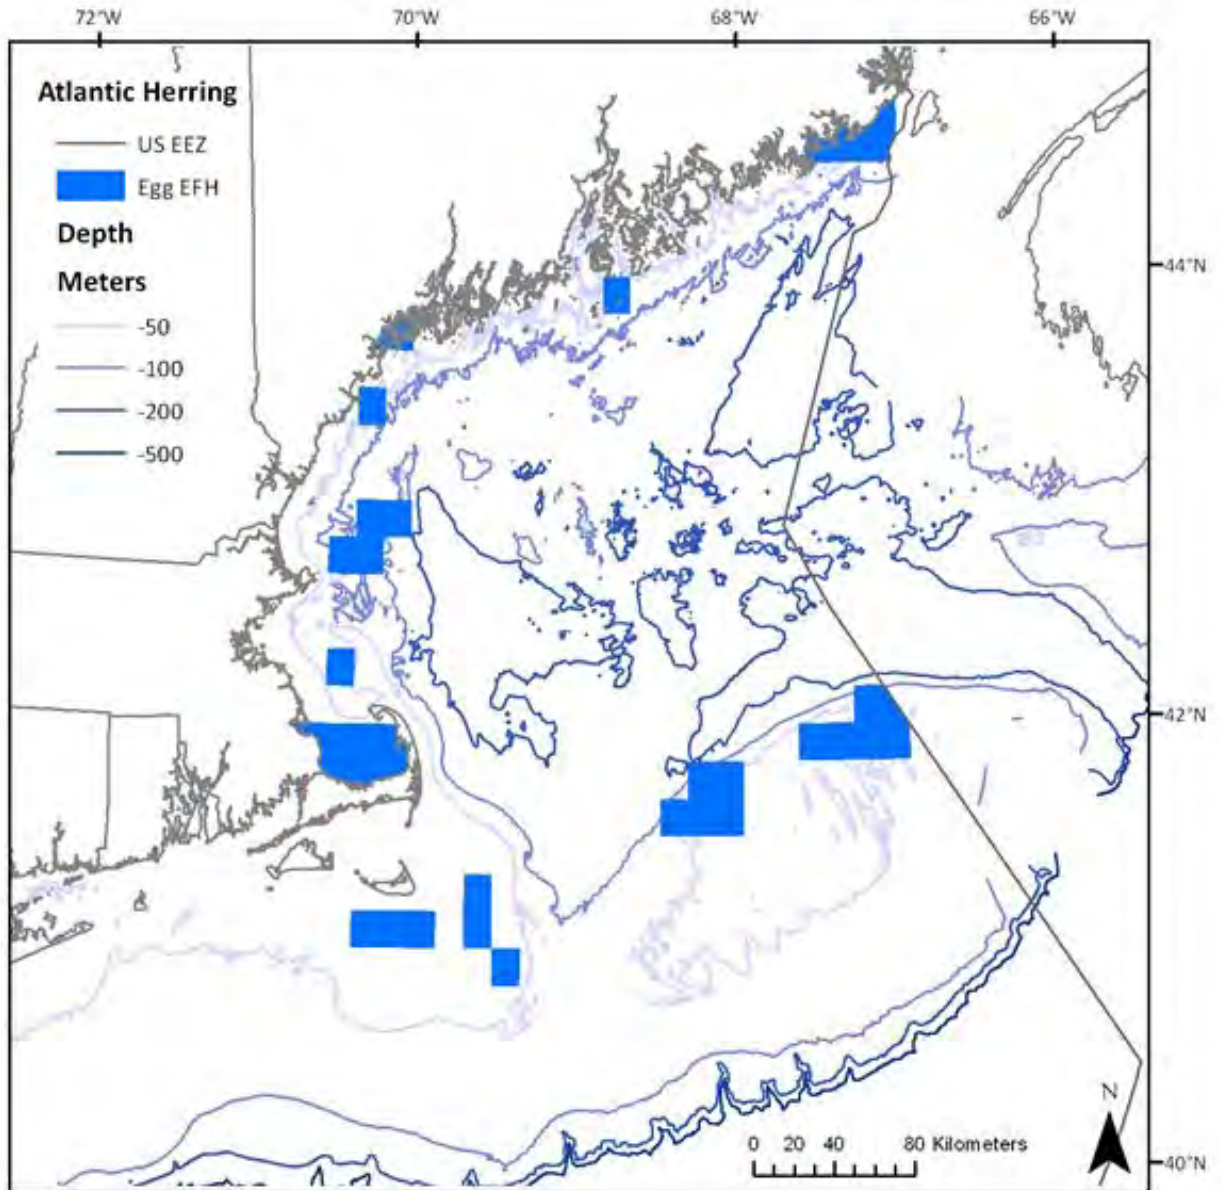 72°W 70°W 68°W 66°W
Atlantic Herring
US EEZ
Egg EFH
Depth
Meters
-50
-100
-200
-500
44°N
42°N
N
0 20 40 80 Kilometers
40°N